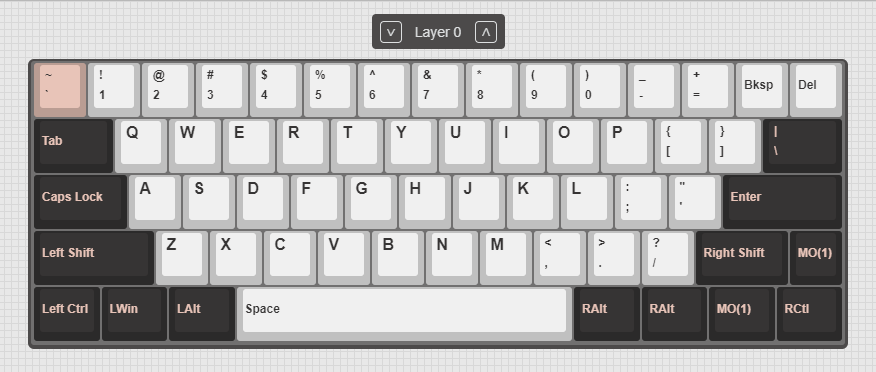 Layer 0
~ ! @ # $ % ^ & * ( ) _ + Bksp Del
` 1 2 3 4 5 6 7 8 9 0 - =
Tab Q W E R T Y U I O P { } |
[ ] \
Caps Lock A S D F G H J K L : " Enter
; '
Left Shift Z X C V B N M < > ? Right Shift MO(1)
, . /
Left Ctrl LWin LAlt Space RAlt RAlt MO(1) RCtl